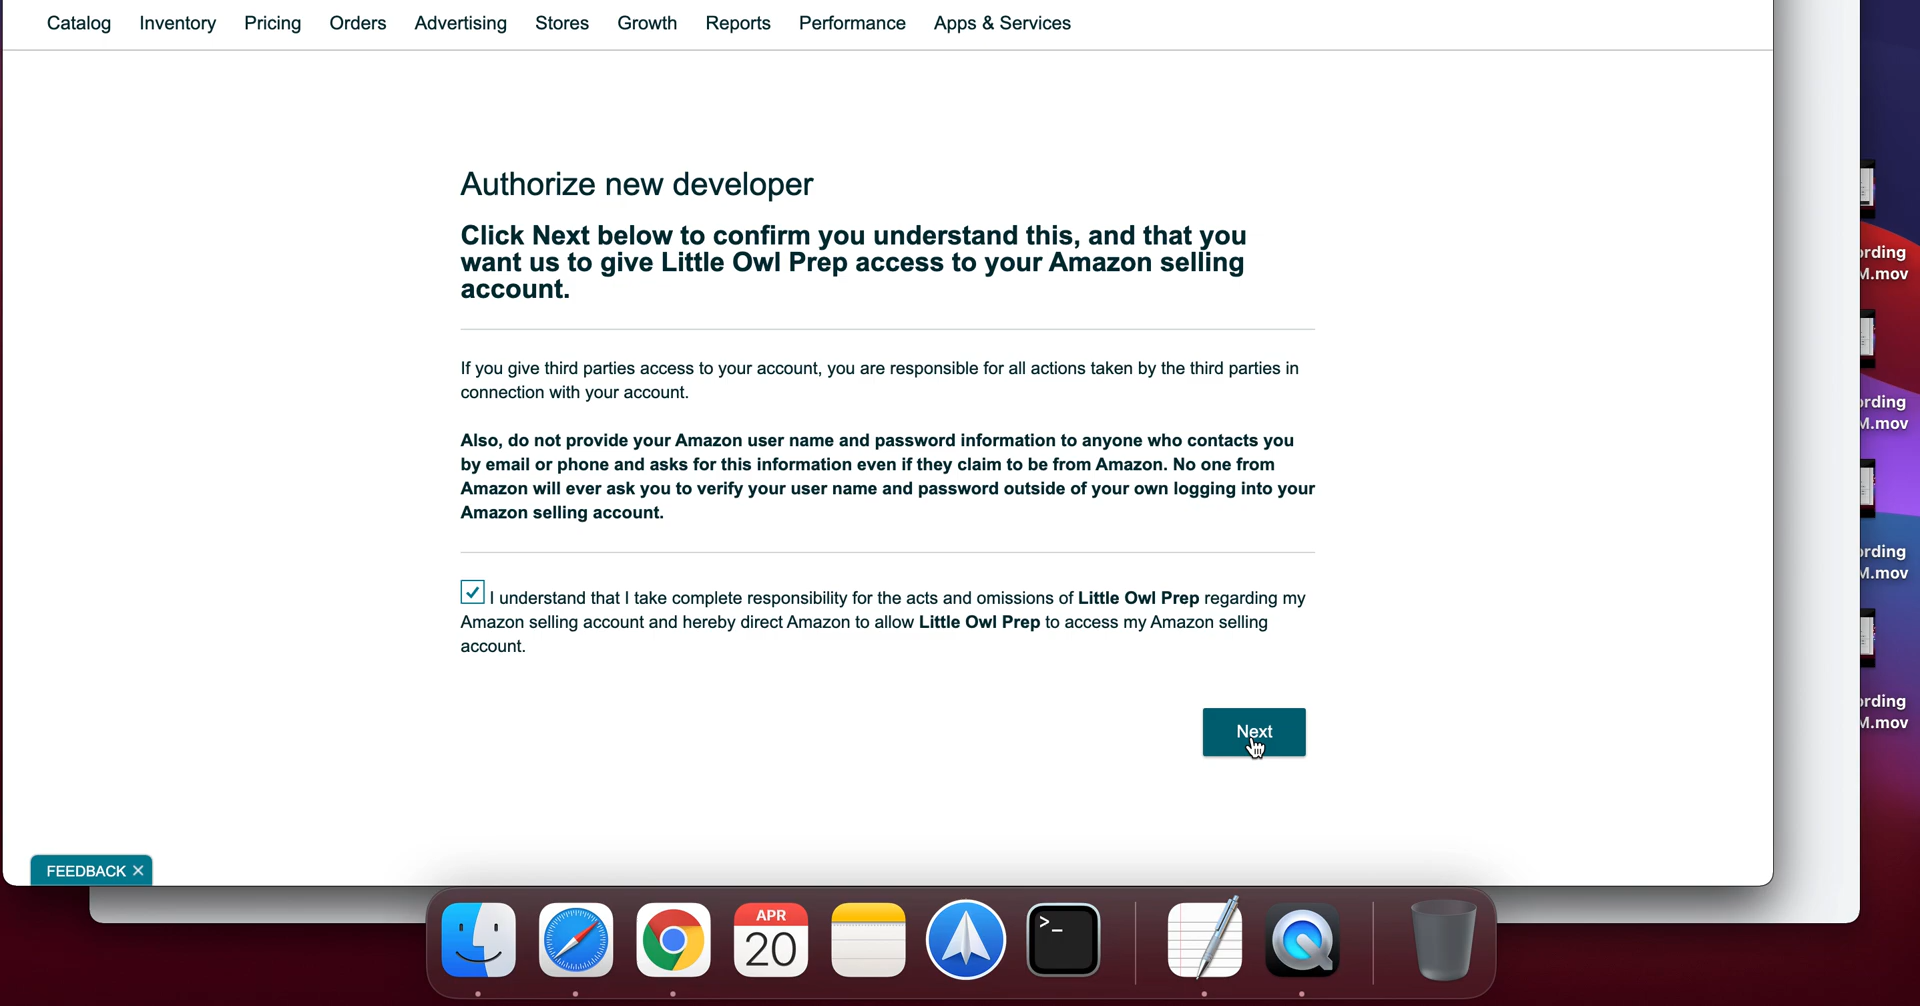 Catalog Inventory Pricing Orders Advertising Stores Growth Reports Performance Apps & Services
Authorize new developer
Click Next below to confirm you understand this, and that you
want us to give Little Owl Prep access to your Amazon selling
account.
If you give third parties access to your account, you are responsible for all actions taken by the third parties in
connection with your account.
Also, do not provide your Amazon user name and password information to anyone who contacts you
by email or phone and asks for this information even if they claim to be from Amazon. No one from
Amazon will ever ask you to verify your user name and password outside of your own logging into your
Amazon selling account.
I understand that I take complete responsibility for the acts and omissions of Little Owl Prep regarding my
Amazon selling account and hereby direct Amazon to allow Little Owl Prep to access my Amazon selling
account.
Next
FEEDBACK ×
ording
M.mov
ording
M.mov
ording
M.mov
ording
M.mov
APR
20
>_